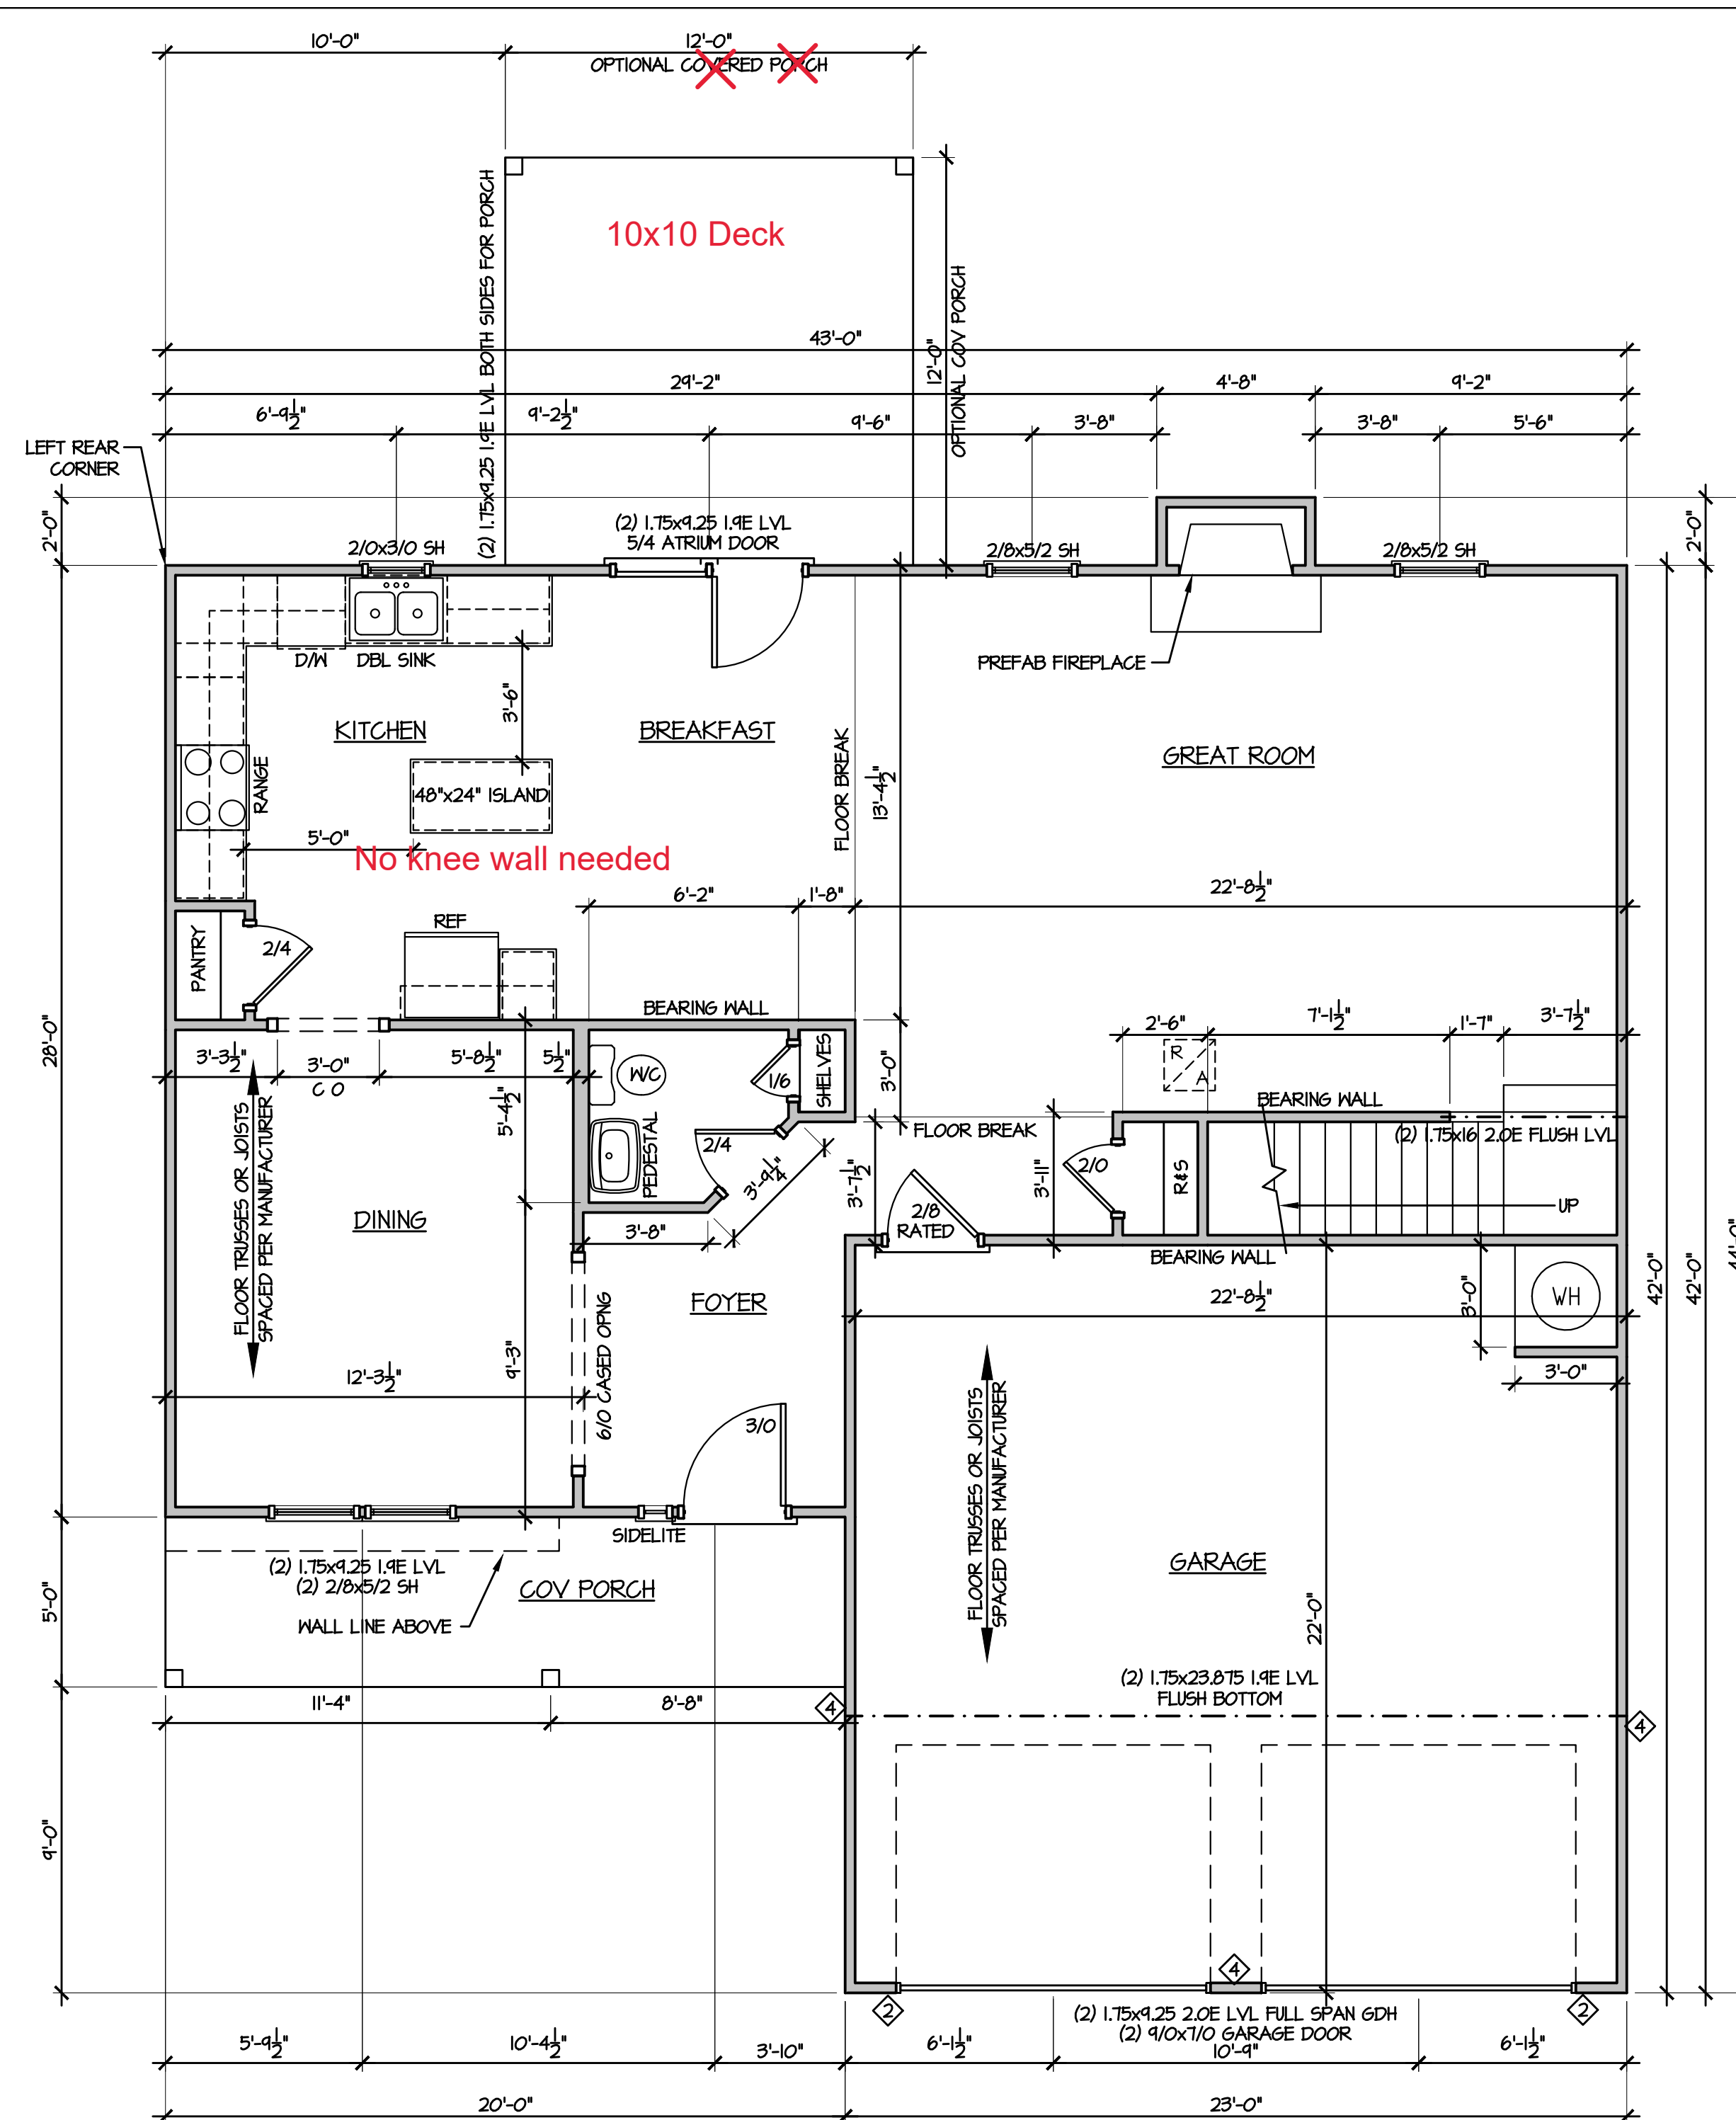 10'-0"
12'-0"
OPTIONAL COVERED PORCH
10x10 Deck
(2) 1.75x9.25 1.9E LVL BOTH SIDES FOR PORCH
12'-0"
OPTIONAL COV PORCH
43'-0"
29'-2"
4'-8"
9'-2"
6'-9 1/2"
9'-2 1/2"
9'-6"
3'-8"
3'-8"
5'-6"
LEFT REAR
CORNER
2'-0"
2'-0"
(2) 1.75x9.25 1.9E LVL
5/4 ATRIUM DOOR
2/0x3/0 SH
2/8x5/2 SH
2/8x5/2 SH
D/W
DBL SINK
PREFAB FIREPLACE
3'-6"
KITCHEN
BREAKFAST
GREAT ROOM
FLOOR BREAK
13'-4 1/2"
RANGE
48"x24" ISLAND
5'-0"
No knee wall needed
6'-2"
1'-8"
22'-8 1/2"
REF
PANTRY
2/4
BEARING WALL
28'-0"
3'-3 1/2"
3'-0"
C O
5'-8 1/2"
5 1/2"
W/C
1/6
SHELVES
3'-0"
2'-6"
7'-1 1/2"
1'-7"
3'-7 1/2"
R
A
BEARING WALL
FLOOR BREAK
(2) 1.75x16 2.0E FLUSH LVL
5'-4 1/2"
PEDESTAL
2/4
3'-9 1/4"
3'-7 1/2"
3'-11"
2/0
R&S
UP
2/8
RATED
BEARING WALL
DINING
3'-8"
FLOOR TRUSSES OR JOISTS
SPACED PER MANUFACTURER
FOYER
22'-8 1/2"
3'-0"
WH
3'-0"
42'-0"
42'-0"
44'-0"
9'-3"
6/0 CASED OPNG
12'-3 1/2"
3/0
FLOOR TRUSSES OR JOISTS
SPACED PER MANUFACTURER
SIDELITE
(2) 1.75x9.25 1.9E LVL
(2) 2/8x5/2 SH
COV PORCH
WALL LINE ABOVE
5'-0"
GARAGE
22'-0"
(2) 1.75x23.875 1.9E LVL
FLUSH BOTTOM
11'-4"
8'-8"
4
4
9'-0"
4
2
2
(2) 1.75x9.25 2.0E LVL FULL SPAN GDH
(2) 9/0x7/0 GARAGE DOOR
5'-9 1/2"
10'-4 1/2"
3'-10"
6'-1 1/2"
10'-9"
6'-1 1/2"
20'-0"
23'-0"